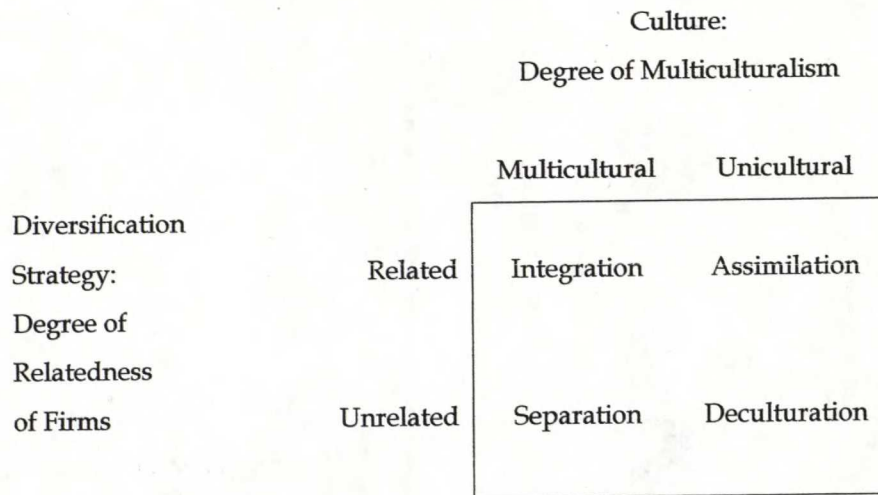 Culture:
Degree of Multiculturalism
Multicultural Unicultural
Diversification
Strategy: Related Integration Assimilation
Degree of
Relatedness
of Firms Unrelated Separation Deculturation